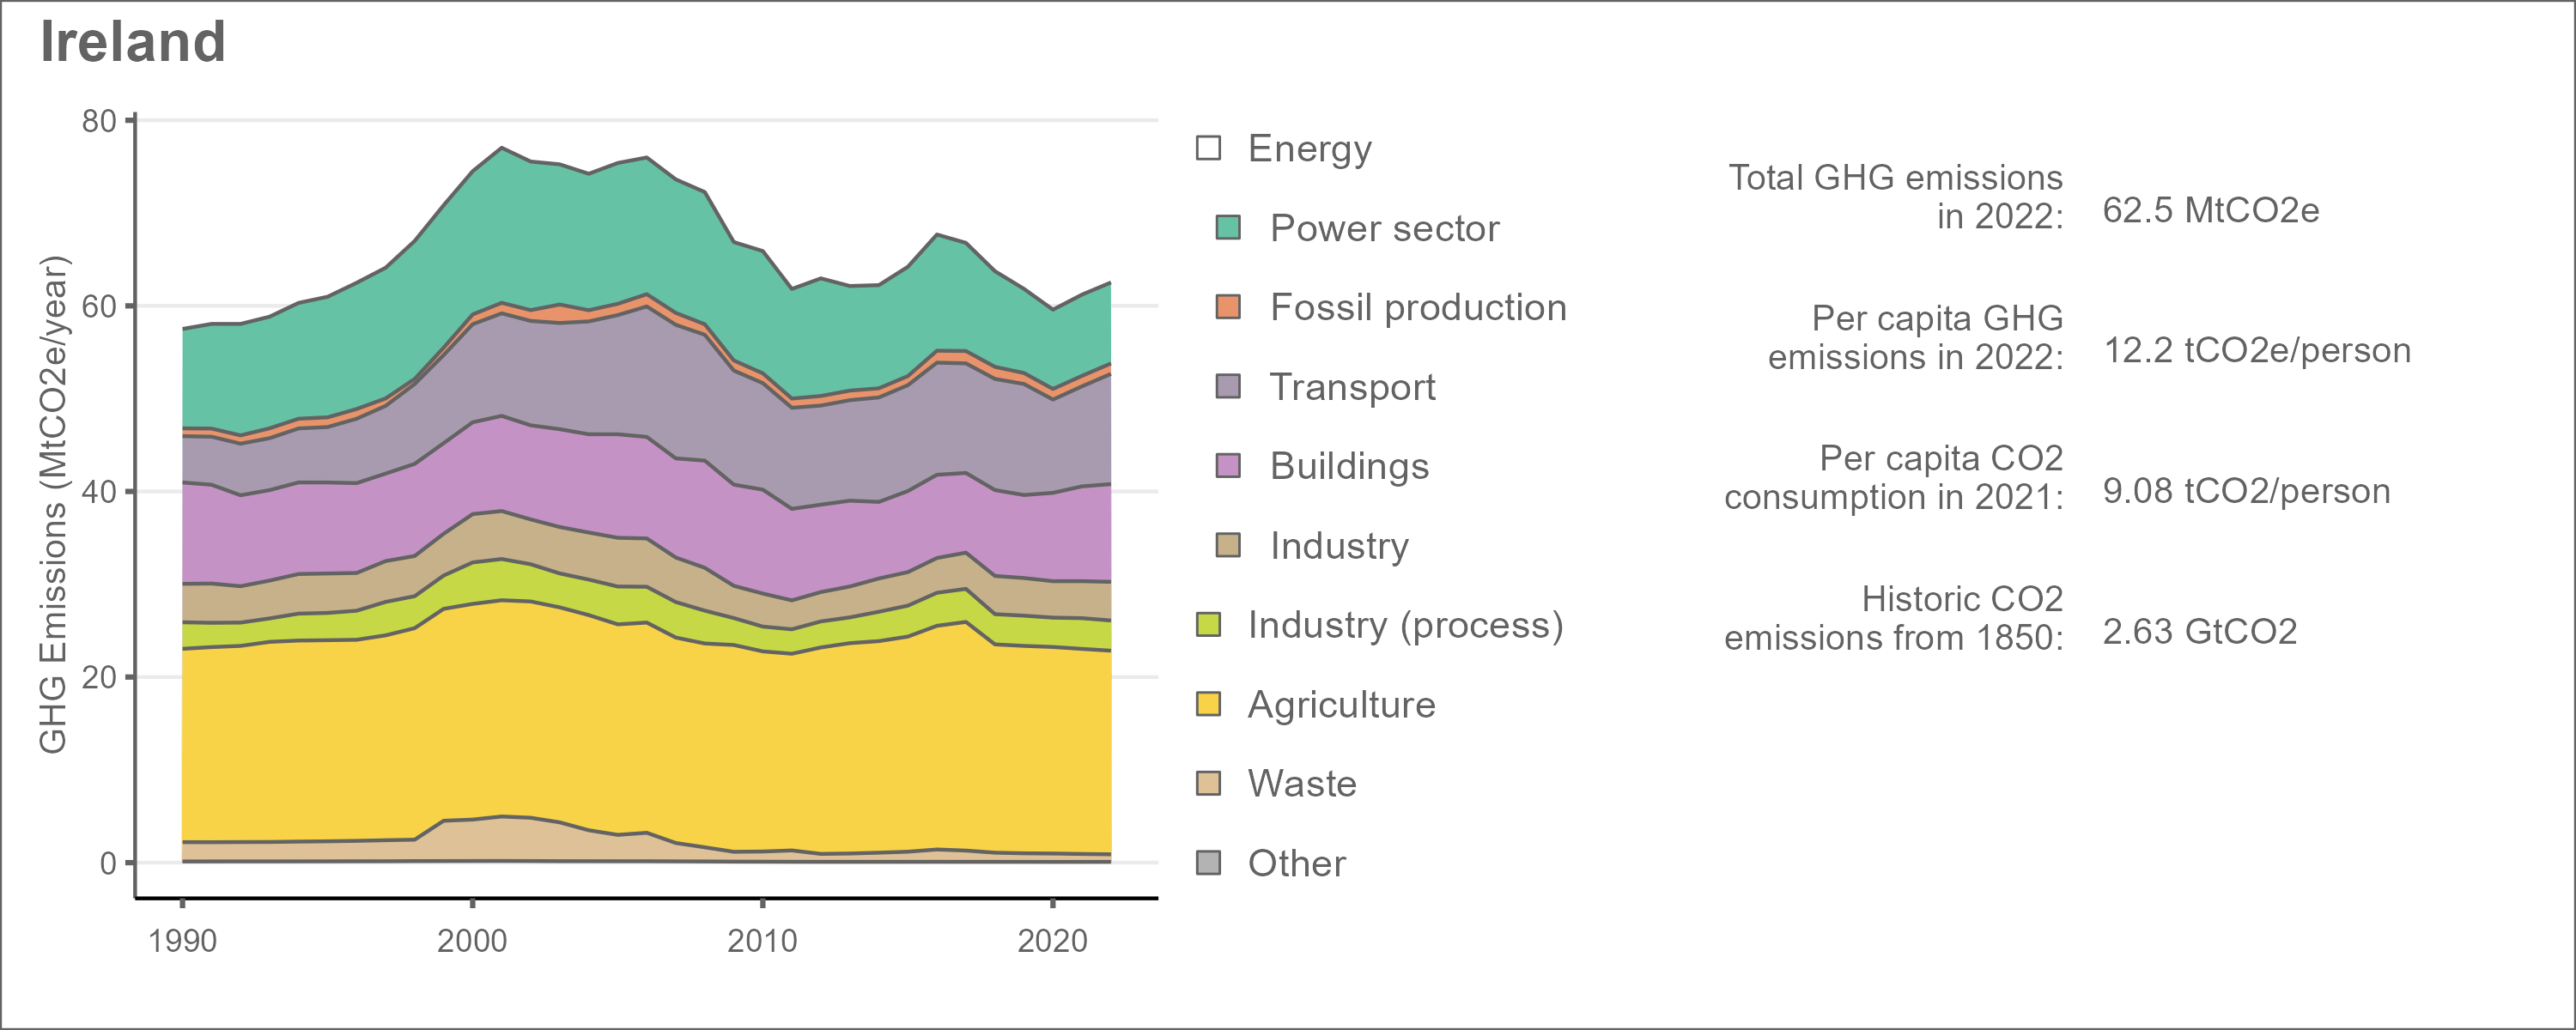 Ireland
GHG Emissions (MtCO2e/year)
80
60
40
20
0
1990
2000
2010
2020
Energy
Power sector
Fossil production
Transport
Buildings
Industry
Industry (process)
Agriculture
Waste
Other
Total GHG emissions
in 2022:
62.5 MtCO2e
Per capita GHG
emissions in 2022:
12.2 tCO2e/person
Per capita CO2
consumption in 2021:
9.08 tCO2/person
Historic CO2
emissions from 1850:
2.63 GtCO2